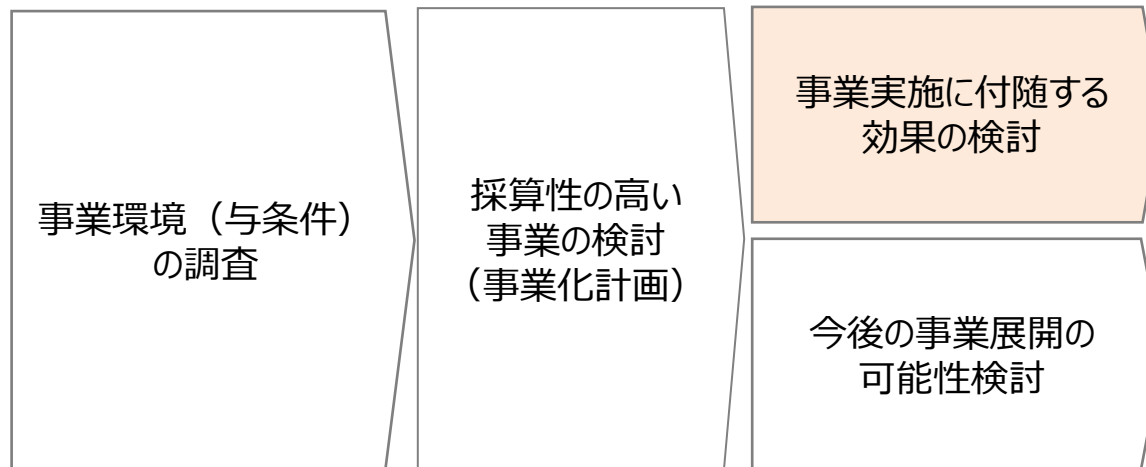 事業環境（与条件）
の調査
採算性の高い
事業の検討
（事業化計画）
事業実施に付随する
効果の検討
今後の事業展開の
可能性検討